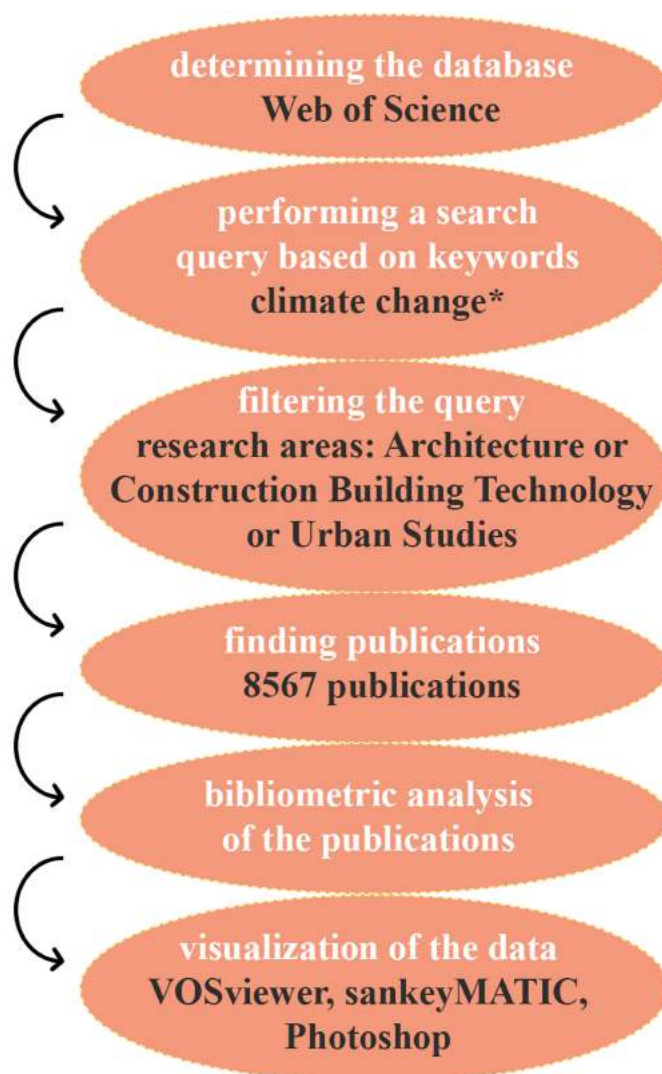 determining the database
Web of Science
performing a search
query based on keywords
climate change*
filtering the query
research areas: Architecture or
Construction Building Technology
or Urban Studies
finding publications
8567 publications
bibliometric analysis
of the publications
visualization of the data
VOSviewer, sankeyMATIC,
Photoshop